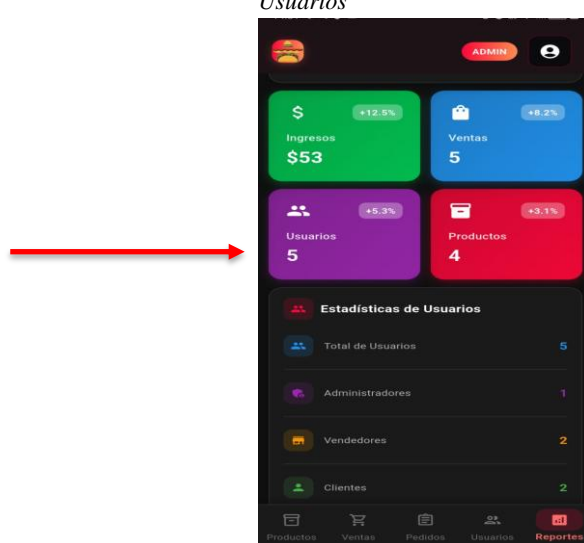 Usuarios
ADMIN
$ +12.5% +8.2%
Ingresos Ventas
$53 5
+5.3% +3.1%
Usuarios Productos
5 4
Estadísticas de Usuarios
Total de Usuarios 5
Administradores 1
Vendedores 2
Clientes 2
Productos Ventas Pedidos Usuarios Reportes